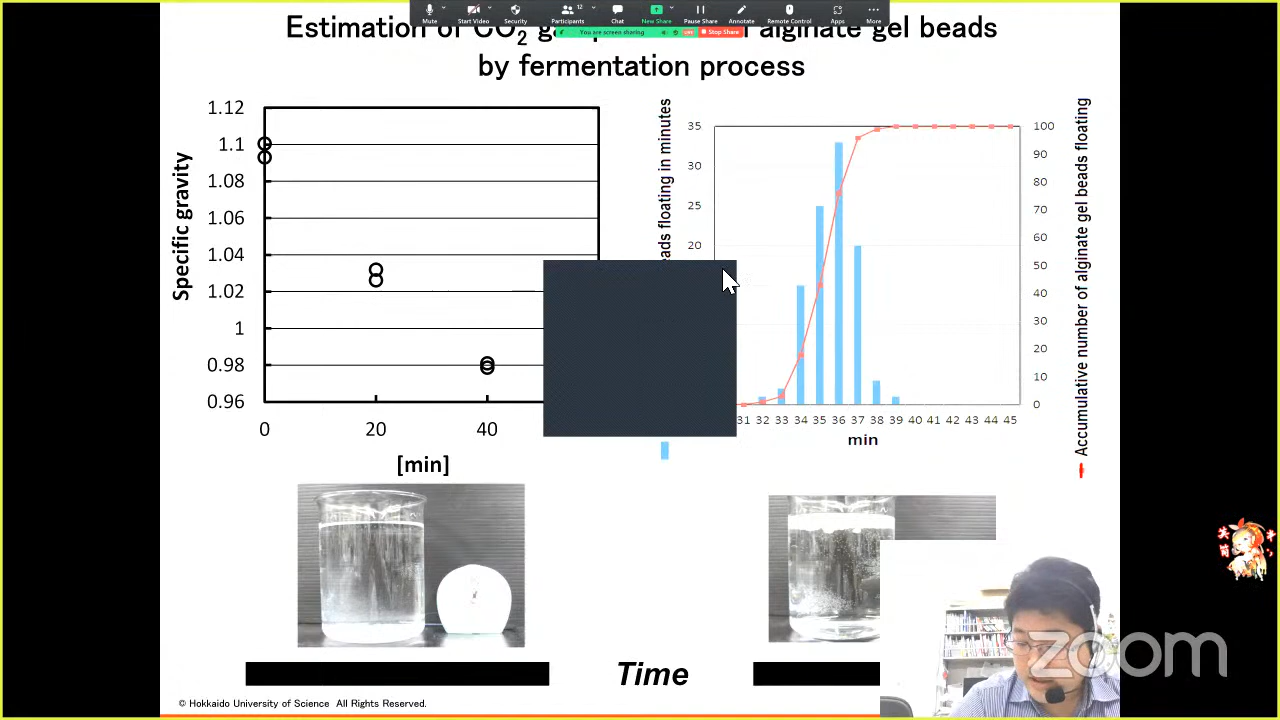 Mute
Start Video
Security
Participants
12
Chat
New Share
Pause Share
Annotate
Remote Control
Apps
More
You are screen sharing
Stop Share
Estimation of CO2
alginate gel beads
by fermentation process
Specific gravity
1.12
1.1
1.08
1.06
1.04
1.02
1
0.98
0.96
0
20
40
[min]
floating in minutes
35
30
25
20
100
90
80
70
60
50
40
30
20
10
0
31 32 33 34 35 36 37 38 39 40 41 42 43 44 45
min
Accumulative number of alginate gel beads floating
Time
© Hokkaido University of Science All Rights Reserved.
zoom